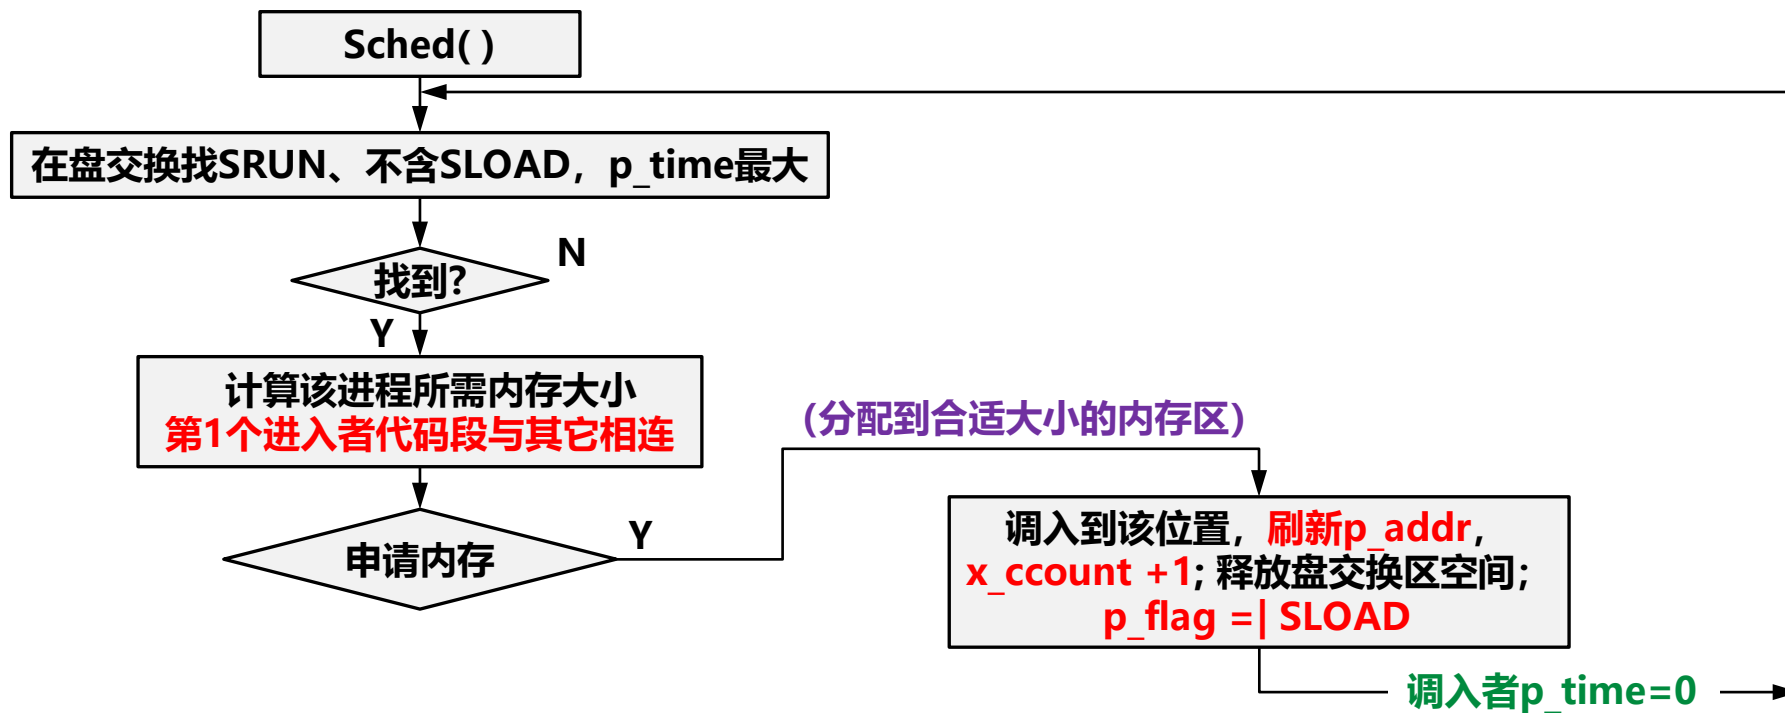 Sched( )
在盘交换找SRUN、不含SLOAD，p_time最大
找到?
N
Y
计算该进程所需内存大小
第1个进入者代码段与其它相连
(分配到合适大小的内存区)
申请内存
Y
调入到该位置，刷新p_addr，
x_ccount +1; 释放盘交换区空间；
p_flag =| SLOAD
调入者p_time=0